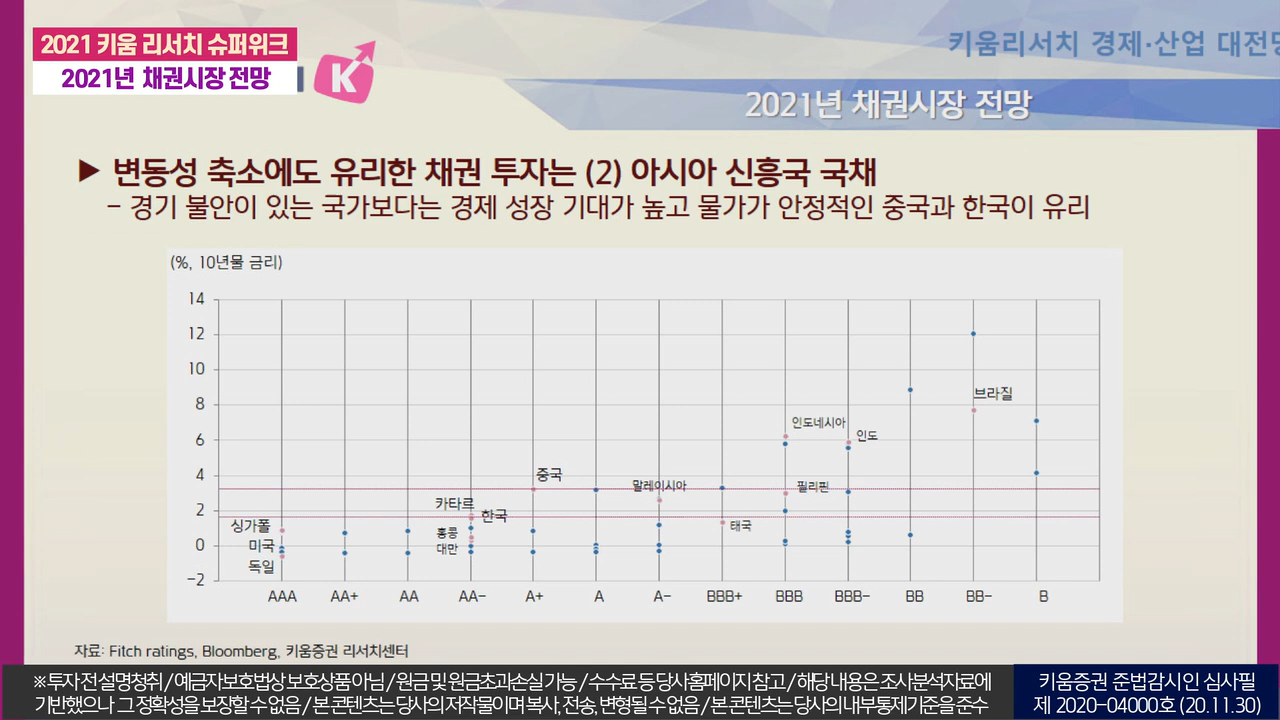 2021 키움 리서치 슈퍼위크
2021년 채권시장 전망
K
키움리서치 경제·산업 대전망
2021년 채권시장 전망
▶ 변동성 축소에도 유리한 채권 투자는 (2) 아시아 신흥국 국채
– 경기 불안이 있는 국가보다는 경제 성장 기대가 높고 물가가 안정적인 중국과 한국이 유리
(%, 10년물 금리)
14
12
10
8
6
4
2
0
-2
싱가폴
미국
독일
카타르
한국
홍콩
대만
중국
말레이시아
태국
인도네시아
필리핀
인도
브라질
AAA AA+ AA AA- A+ A A- BBB+ BBB BBB- BB BB- B
자료: Fitch ratings, Bloomberg, 키움증권 리서치센터
※ 투자 전 설명청취 / 예금자보호법상 보호상품 아님 / 원금 및 원금초과손실 가능 / 수수료 등 당사홈페이지 참고 / 해당 내용은 조사분석자료에
기반했으나 그 정확성을 보장할 수 없음 / 본 콘텐츠는 당사의 저작물이며 복사, 전송, 변형될 수 없음 / 본 콘텐츠는 당사의 내부통제기준을 준수
키움증권 준법감시인 심사필
제 2020-04000호 (20.11.30)